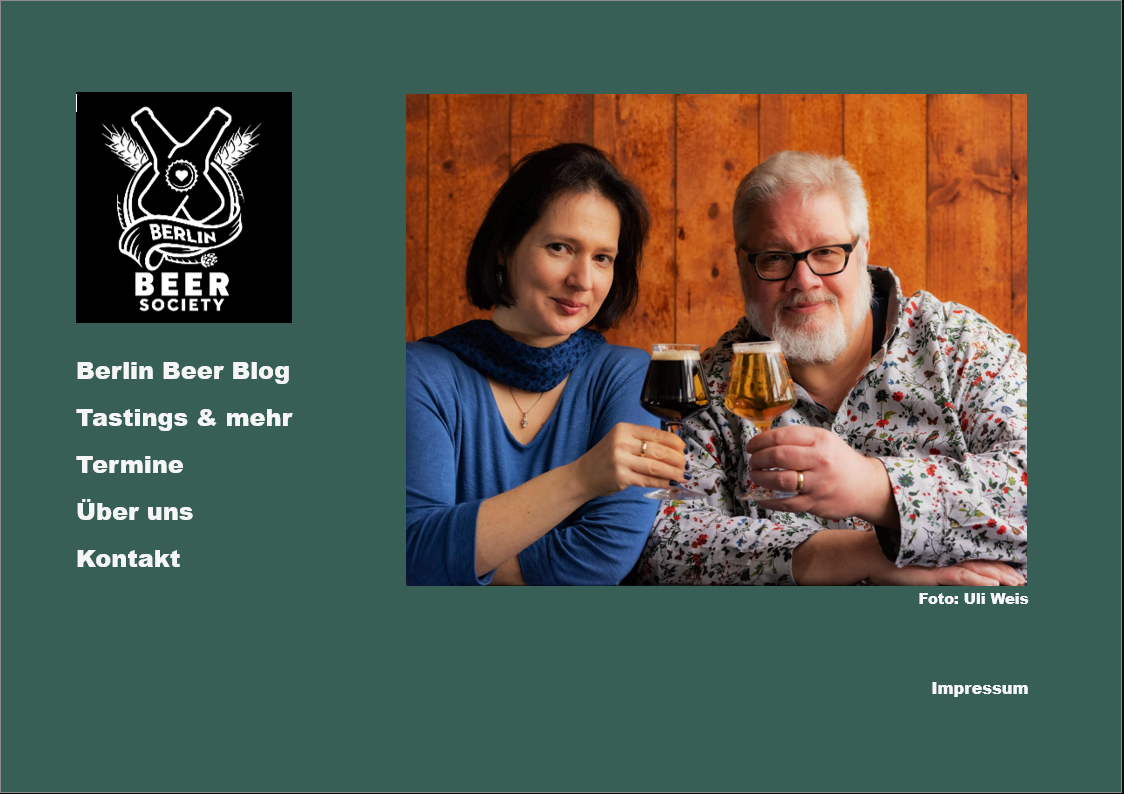 BERLIN
BEER
SOCIETY
Berlin Beer Blog
Tastings & mehr
Termine
Über uns
Kontakt
Foto: Uli Weis
Impressum